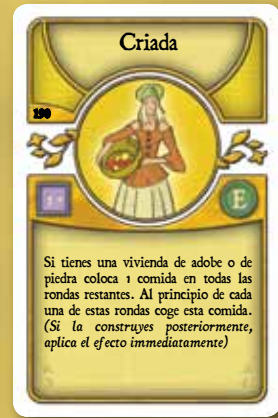 Criada
190
1+
E
Si tienes una vivienda de adobe o de
piedra coloca 1 comida en todas las
rondas restantes. Al principio de cada
una de estas rondas coge esta comida.
(Si la construyes posteriormente,
aplica el efecto immediatamente)